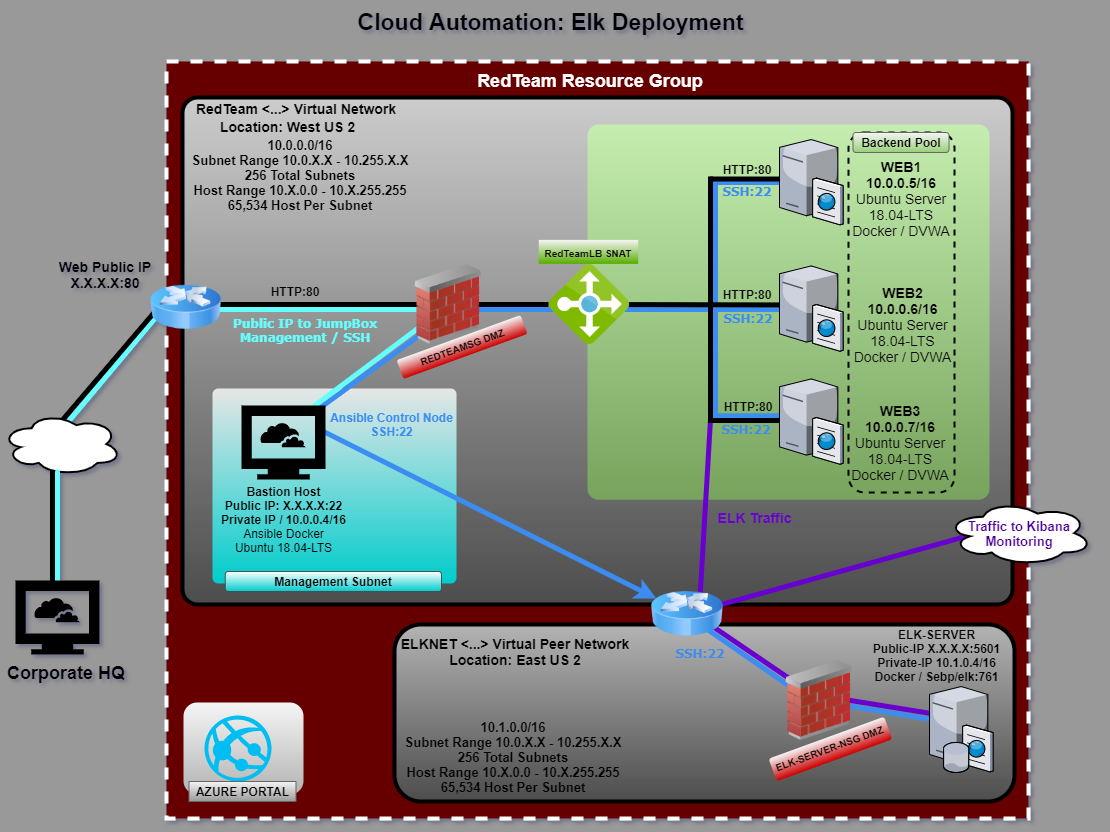 Cloud Automation: Elk Deployment
RedTeam Resource Group
RedTeam <...> Virtual Network
Location: West US 2
10.0.0.0/16
Subnet Range 10.0.X.X - 10.255.X.X
256 Total Subnets
Host Range 10.X.0.0 - 10.X.255.255
65,534 Host Per Subnet
Backend Pool
WEB1
10.0.0.5/16
Ubuntu Server
18.04-LTS
Docker / DVWA
HTTP:80
SSH:22
WEB2
10.0.0.6/16
Ubuntu Server
18.04-LTS
Docker / DVWA
HTTP:80
SSH:22
WEB3
10.0.0.7/16
Ubuntu Server
18.04-LTS
Docker / DVWA
HTTP:80
SSH:22
RedTeamLB SNAT
Web Public IP
X.X.X.X:80
HTTP:80
Public IP to JumpBox
Management / SSH
REDTEAMSG DMZ
Ansible Control Node
SSH:22
Bastion Host
Public IP: X.X.X.X:22
Private IP / 10.0.0.4/16
Ansible Docker
Ubuntu 18.04-LTS
Management Subnet
ELK Traffic
Traffic to Kibana
Monitoring
Corporate HQ
ELKNET <...> Virtual Peer Network
Location: East US 2
SSH:22
ELK-SERVER
Public-IP X.X.X.X:5601
Private-IP 10.1.0.4/16
Docker / Sebp/elk:761
10.1.0.0/16
Subnet Range 10.0.X.X - 10.255.X.X
256 Total Subnets
Host Range 10.X.0.0 - 10.X.255.255
65,534 Host Per Subnet
ELK-SERVER-NSG DMZ
AZURE PORTAL